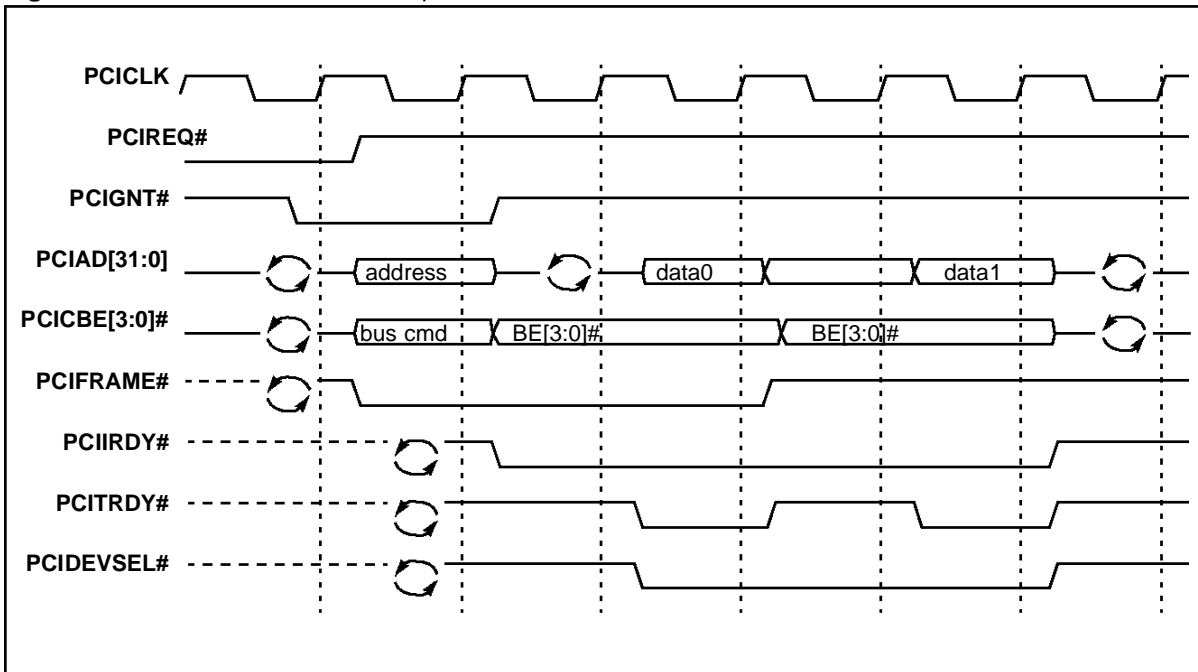 PCICLK
PCIREQ#
PCIGNT#
PCIAD[31:0]
address
data0
data1
PCICBE[3:0]#
bus cmd
BE[3:0]#
BE[3:0]#
PCIFRAME#
PCIIRDY#
PCITRDY#
PCIDEVSEL#